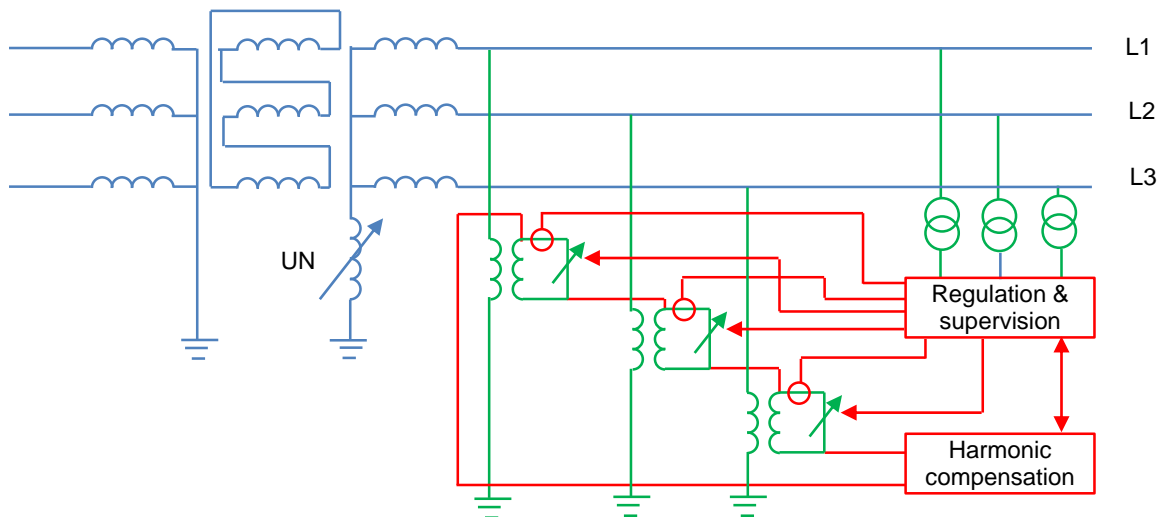 L1
L2
L3
UN
Regulation &
supervision
Harmonic
compensation